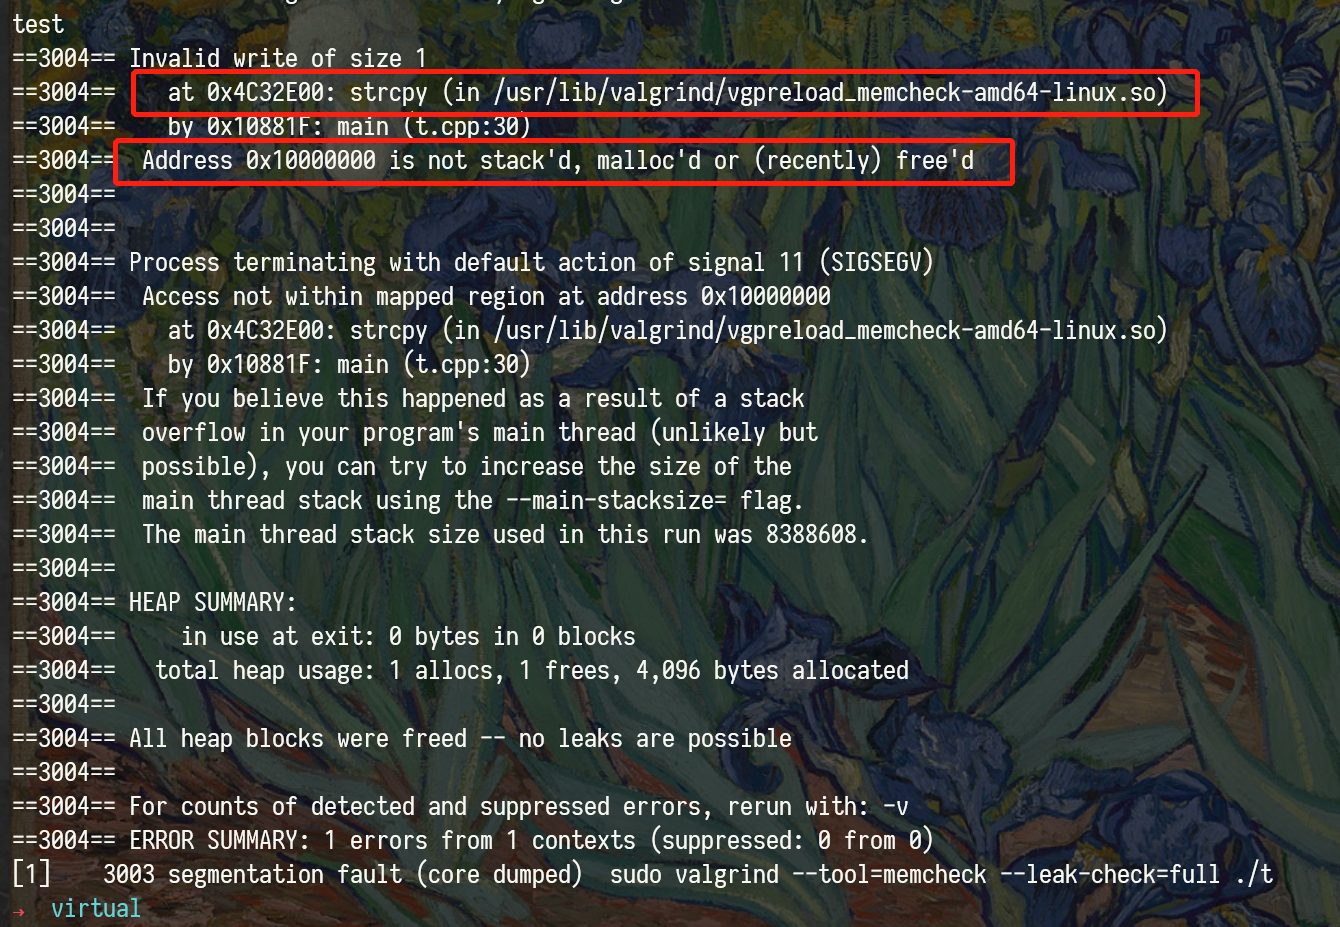 test
==3004== Invalid write of size 1
==3004==    at 0x4C32E00: strcpy (in /usr/lib/valgrind/vgpreload_memcheck-amd64-linux.so)
==3004==    by 0x10881F: main (t.cpp:30)
==3004==  Address 0x10000000 is not stack'd, malloc'd or (recently) free'd
==3004==
==3004==
==3004== Process terminating with default action of signal 11 (SIGSEGV)
==3004==  Access not within mapped region at address 0x10000000
==3004==    at 0x4C32E00: strcpy (in /usr/lib/valgrind/vgpreload_memcheck-amd64-linux.so)
==3004==    by 0x10881F: main (t.cpp:30)
==3004==  If you believe this happened as a result of a stack
==3004==  overflow in your program's main thread (unlikely but
==3004==  possible), you can try to increase the size of the
==3004==  main thread stack using the --main-stacksize= flag.
==3004==  The main thread stack size used in this run was 8388608.
==3004==
==3004== HEAP SUMMARY:
==3004==     in use at exit: 0 bytes in 0 blocks
==3004==   total heap usage: 1 allocs, 1 frees, 4,096 bytes allocated
==3004==
==3004== All heap blocks were freed -- no leaks are possible
==3004==
==3004== For counts of detected and suppressed errors, rerun with: -v
==3004== ERROR SUMMARY: 1 errors from 1 contexts (suppressed: 0 from 0)
[1]    3003 segmentation fault (core dumped)  sudo valgrind --tool=memcheck --leak-check=full ./t
→  virtual